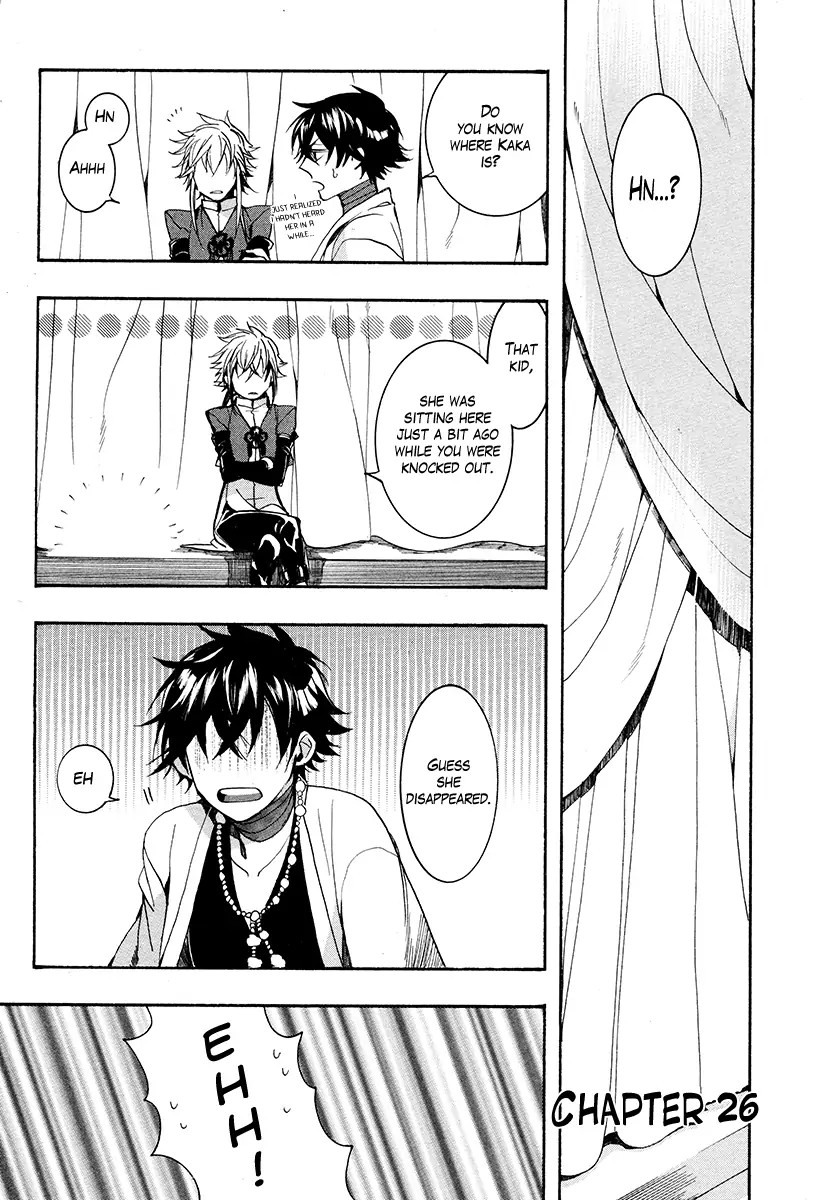 HN...?
DO
YOU KNOW
WHERE KAKA
IS?
I
JUST REALIZED
I HADN'T HEARD
HER IN A
WHILE...
HN
AHHH
THAT
KID,
SHE WAS
SITTING HERE
JUST A BIT AGO
WHILE YOU WERE
KNOCKED OUT.
GUESS
SHE
DISAPPEARED.
EH
EHH!
CHAPTER 26